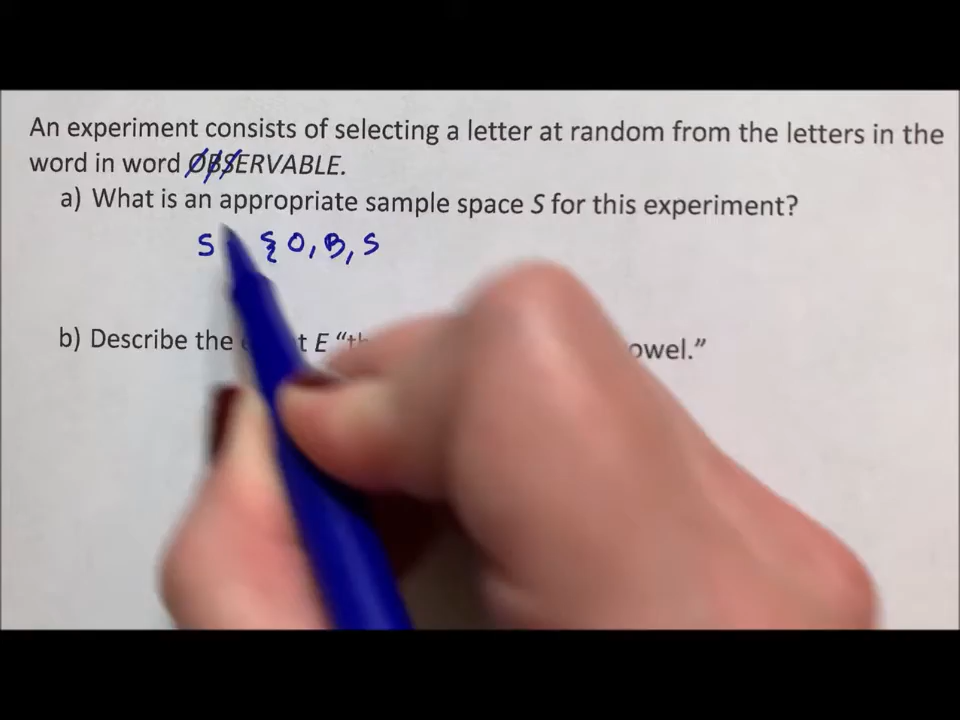 An experiment consists of selecting a letter at random from the letters in the
word in word OBSERVABLE.
a) What is an appropriate sample space S for this experiment?
S { O, B, S
b) Describe the t E “th owel.”